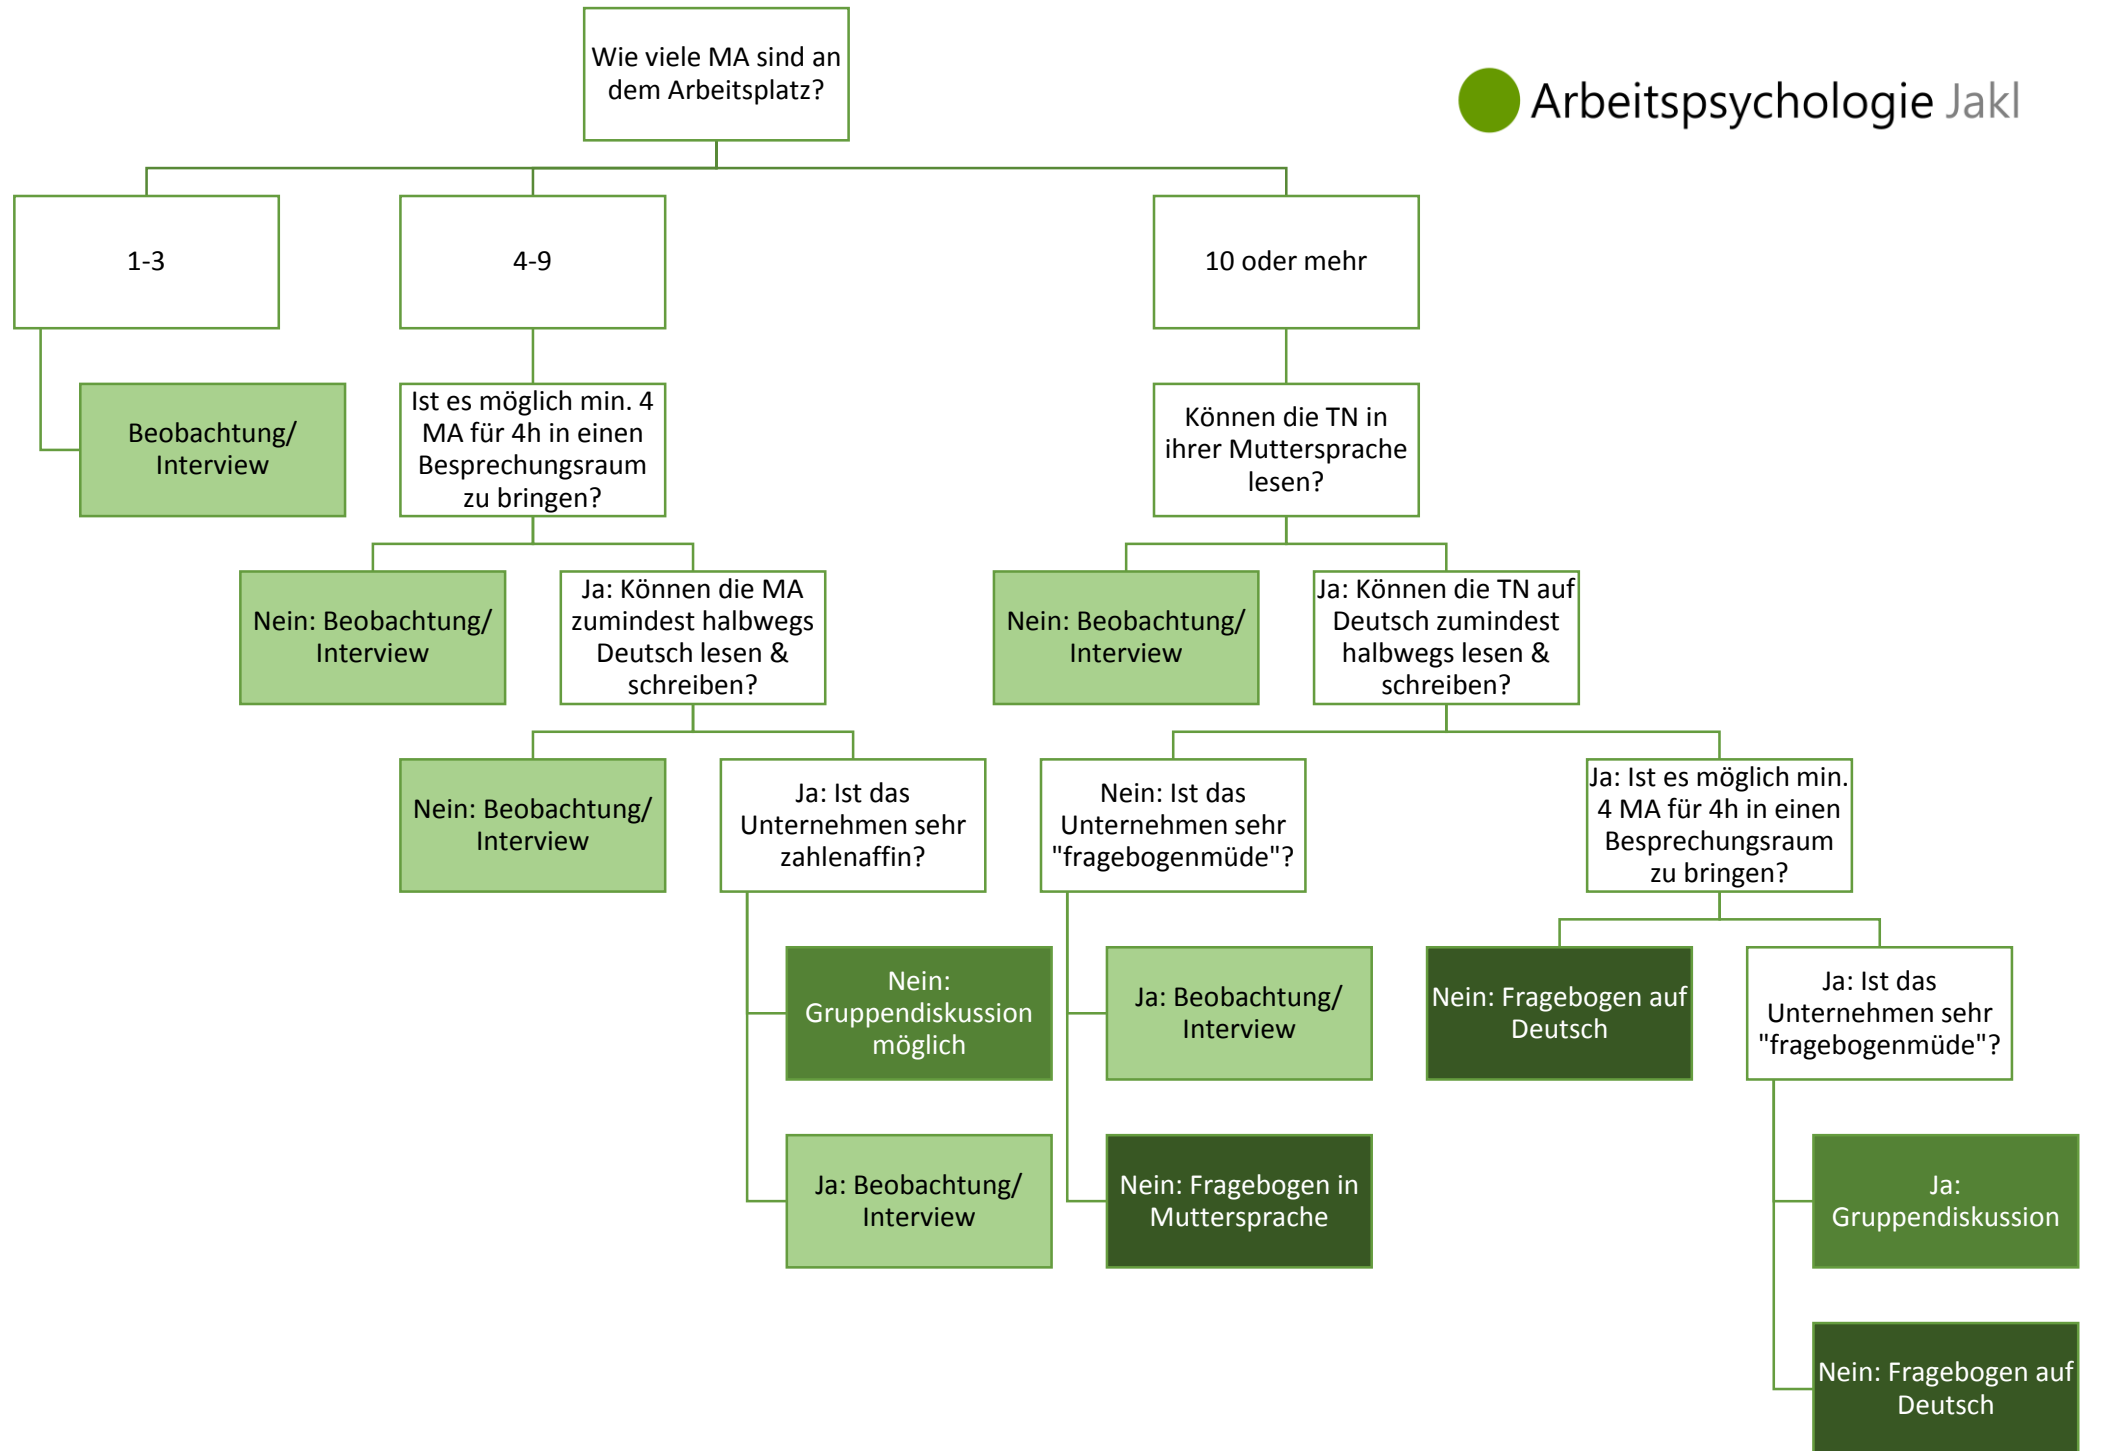 Wie viele MA sind an
dem Arbeitsplatz?
Arbeitspsychologie Jakl
1-3
4-9
10 oder mehr
Beobachtung/
Interview
Ist es möglich min. 4
MA für 4h in einen
Besprechungsraum
zu bringen?
Können die TN in
ihrer Muttersprache
lesen?
Nein: Beobachtung/
Interview
Ja: Können die MA
zumindest halbwegs
Deutsch lesen &
schreiben?
Nein: Beobachtung/
Interview
Ja: Können die TN auf
Deutsch zumindest
halbwegs lesen &
schreiben?
Nein: Beobachtung/
Interview
Ja: Ist das
Unternehmen sehr
zahlenaffin?
Nein: Ist das
Unternehmen sehr
"fragebogenmüde"?
Ja: Ist es möglich min.
4 MA für 4h in einen
Besprechungsraum
zu bringen?
Nein:
Gruppendiskussion
möglich
Ja: Beobachtung/
Interview
Nein: Fragebogen auf
Deutsch
Ja: Ist das
Unternehmen sehr
"fragebogenmüde"?
Ja: Beobachtung/
Interview
Nein: Fragebogen in
Muttersprache
Ja:
Gruppendiskussion
Nein: Fragebogen auf
Deutsch